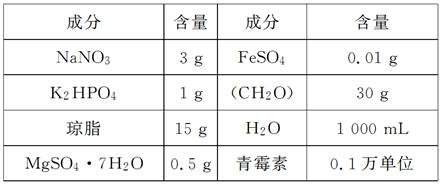 成分 含量 成分 含量
NaNO3 3 g FeSO4 0.01 g
K2HPO4 1 g （CH2O） 30 g
琼脂 15 g H2O 1 000 mL
MgSO4·7H2O 0.5 g 青霉素 0.1万单位